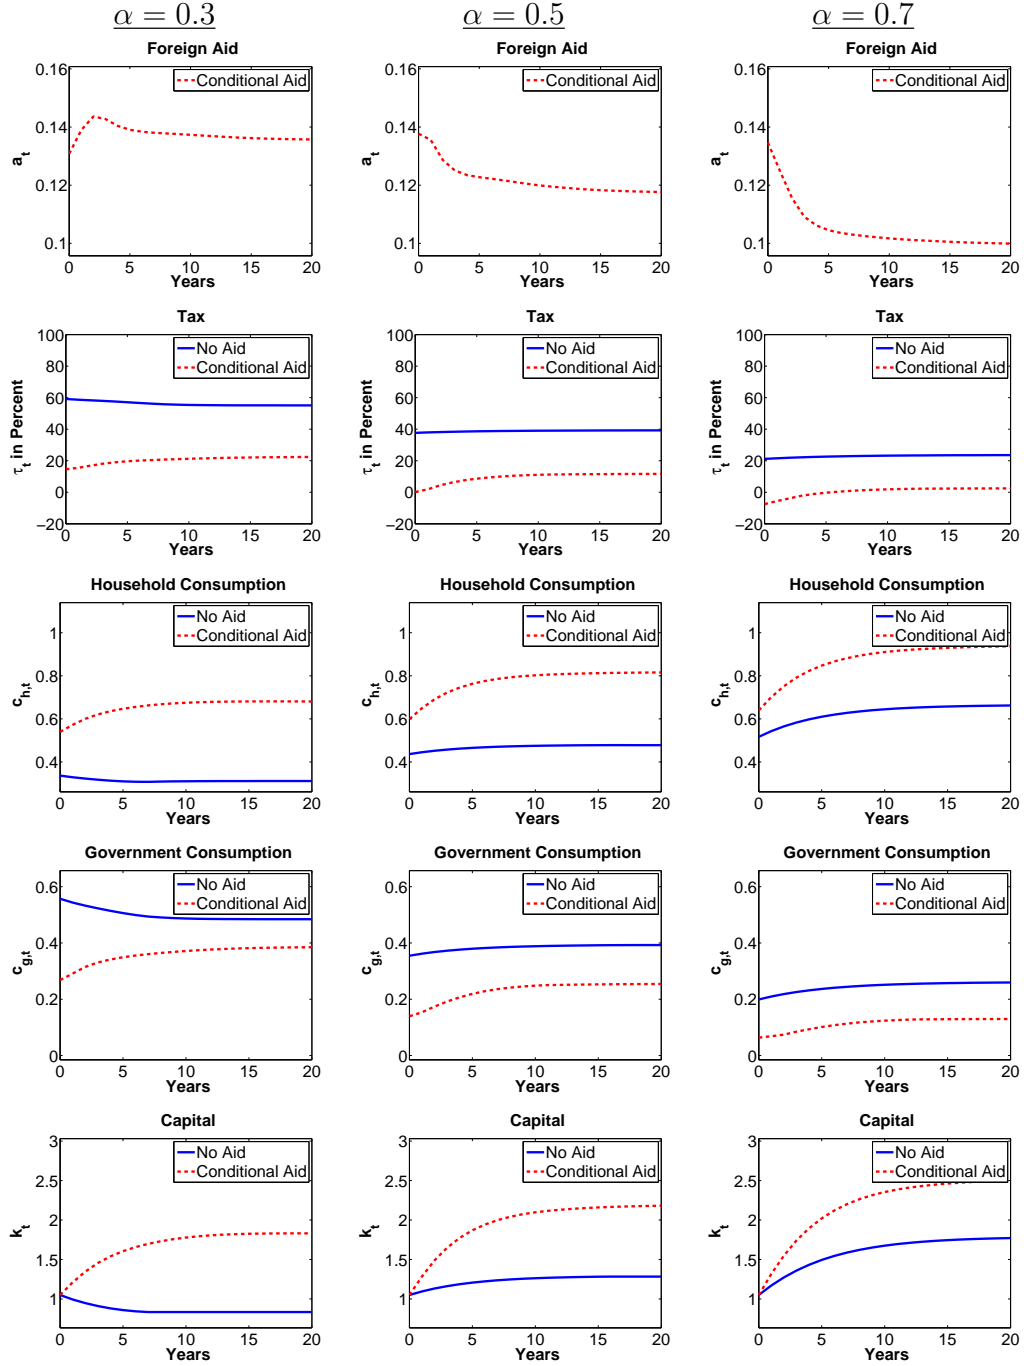 α = 0.3
α = 0.5
α = 0.7
Foreign Aid
0.16
0.14
0.12
0.1
a_t
Conditional Aid
0 5 10 15 20
Years
Foreign Aid
0.16
0.14
0.12
0.1
a_t
Conditional Aid
0 5 10 15 20
Years
Foreign Aid
0.16
0.14
0.12
0.1
a_t
Conditional Aid
0 5 10 15 20
Years
Tax
100
80
60
40
20
0
−20
τ_t in Percent
No Aid
Conditional Aid
0 5 10 15 20
Years
Tax
100
80
60
40
20
0
−20
τ_t in Percent
No Aid
Conditional Aid
0 5 10 15 20
Years
Tax
100
80
60
40
20
0
−20
τ_t in Percent
No Aid
Conditional Aid
0 5 10 15 20
Years
Household Consumption
1
0.8
0.6
0.4
c_h,t
No Aid
Conditional Aid
0 5 10 15 20
Years
Household Consumption
1
0.8
0.6
0.4
c_h,t
No Aid
Conditional Aid
0 5 10 15 20
Years
Household Consumption
1
0.8
0.6
0.4
c_h,t
No Aid
Conditional Aid
0 5 10 15 20
Years
Government Consumption
0.6
0.4
0.2
0
c_g,t
No Aid
Conditional Aid
0 5 10 15 20
Years
Government Consumption
0.6
0.4
0.2
0
c_g,t
No Aid
Conditional Aid
0 5 10 15 20
Years
Government Consumption
0.6
0.4
0.2
0
c_g,t
No Aid
Conditional Aid
0 5 10 15 20
Years
Capital
3
2.5
2
1.5
1
k_t
No Aid
Conditional Aid
0 5 10 15 20
Years
Capital
3
2.5
2
1.5
1
k_t
No Aid
Conditional Aid
0 5 10 15 20
Years
Capital
3
2.5
2
1.5
1
k_t
No Aid
Conditional Aid
0 5 10 15 20
Years